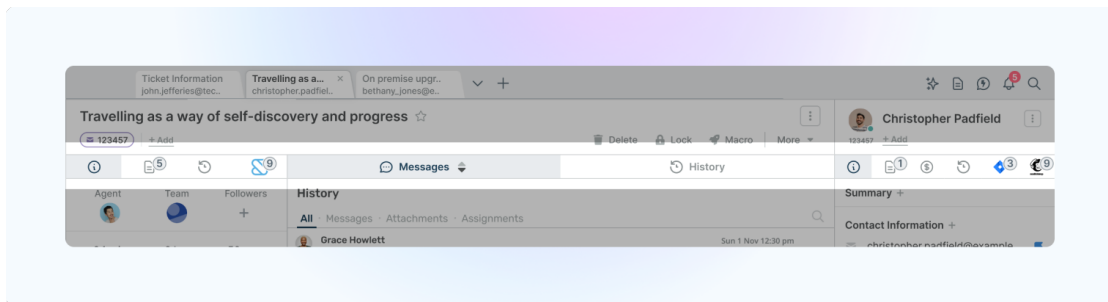 Ticket Information
john.jefferies@tec..
Travelling as a... ×
christopher.padfiel..
On premise upgr..
bethany_jones@e..
5
Travelling as a way of self-discovery and progress
Christopher Padfield
123457
+ Add
Delete
Lock
Macro
More
123457
+ Add
5
9
Messages
History
1
$
3
9
Agent
Team
Followers
History
Summary +
All · Messages · Attachments · Assignments
Contact Information +
Grace Howlett
Sun 1 Nov 12:30 pm
christopher.padfield@example